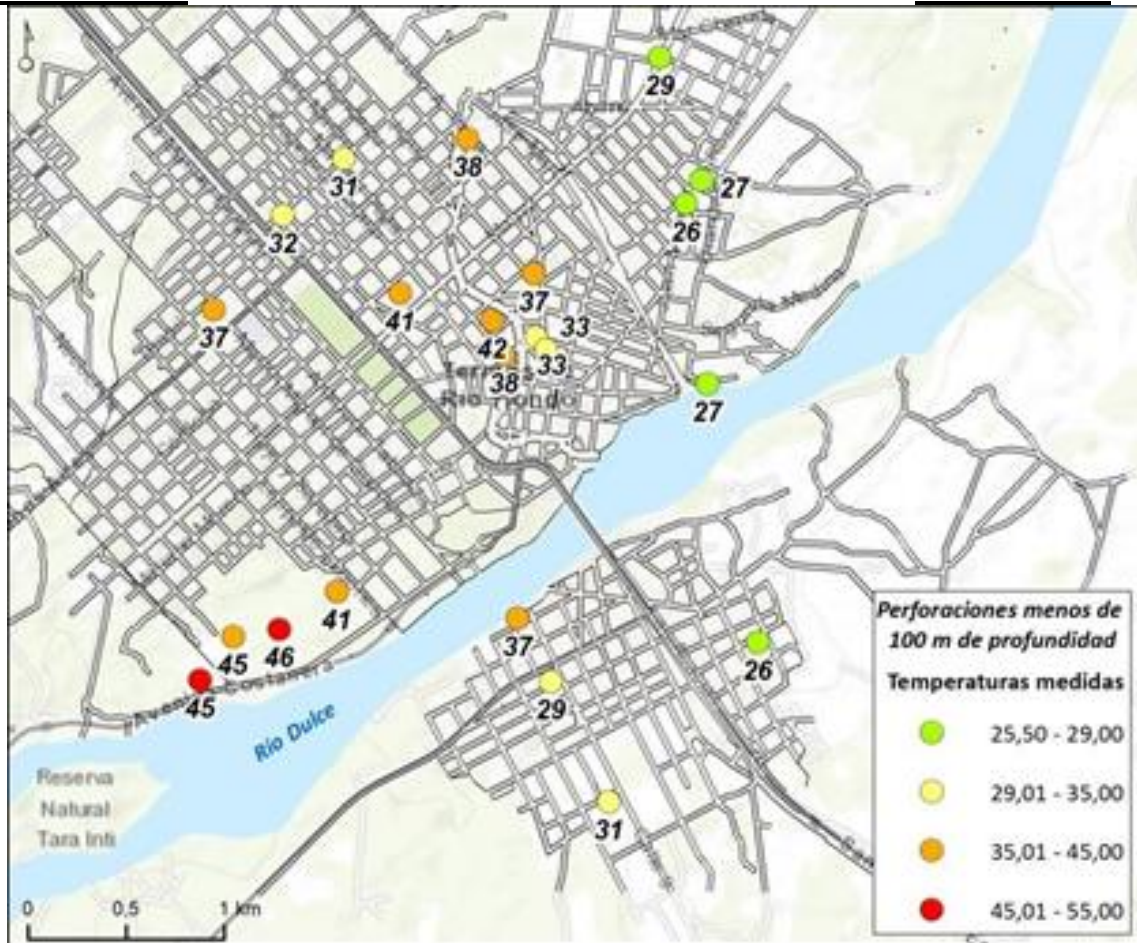 29
38
31
27
26
32
37
41
37
33
42
33
38
27
41
45
46
45
37
29
26
31
Río Hondo
Avenida Costanera
Río Dulce
Reserva
Natural
Tara Inti
0 0,5 1 km
Perforaciones menos de
100 m de profundidad
Temperaturas medidas
25,50 - 29,00
29,01 - 35,00
35,01 - 45,00
45,01 - 55,00